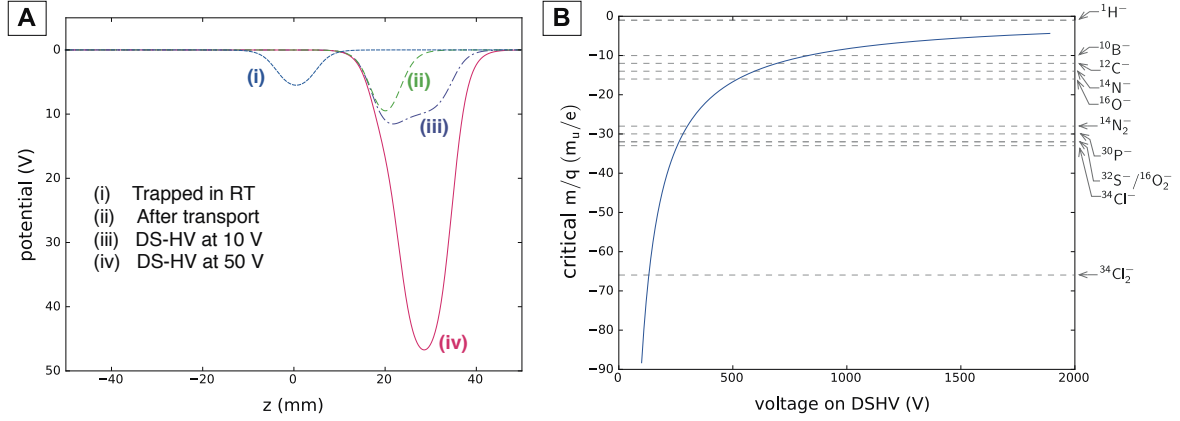 A
potential (V)
0
10
20
30
40
50
−40
−20
0
20
40
z (mm)
(i)
(ii)
(iii)
(iv)
(i) Trapped in RT
(ii) After transport
(iii) DS-HV at 10 V
(iv) DS-HV at 50 V
B
critical m/q (mᵤ/e)
0
−10
−20
−30
−40
−50
−60
−70
−80
−90
0
500
1000
1500
2000
voltage on DSHV (V)
¹H⁻
¹⁰B⁻
¹²C⁻
¹⁴N⁻
¹⁶O⁻
¹⁴N₂⁻
³⁰P⁻
³²S⁻/¹⁶O₂⁻
³⁴Cl⁻
³⁴Cl₂⁻